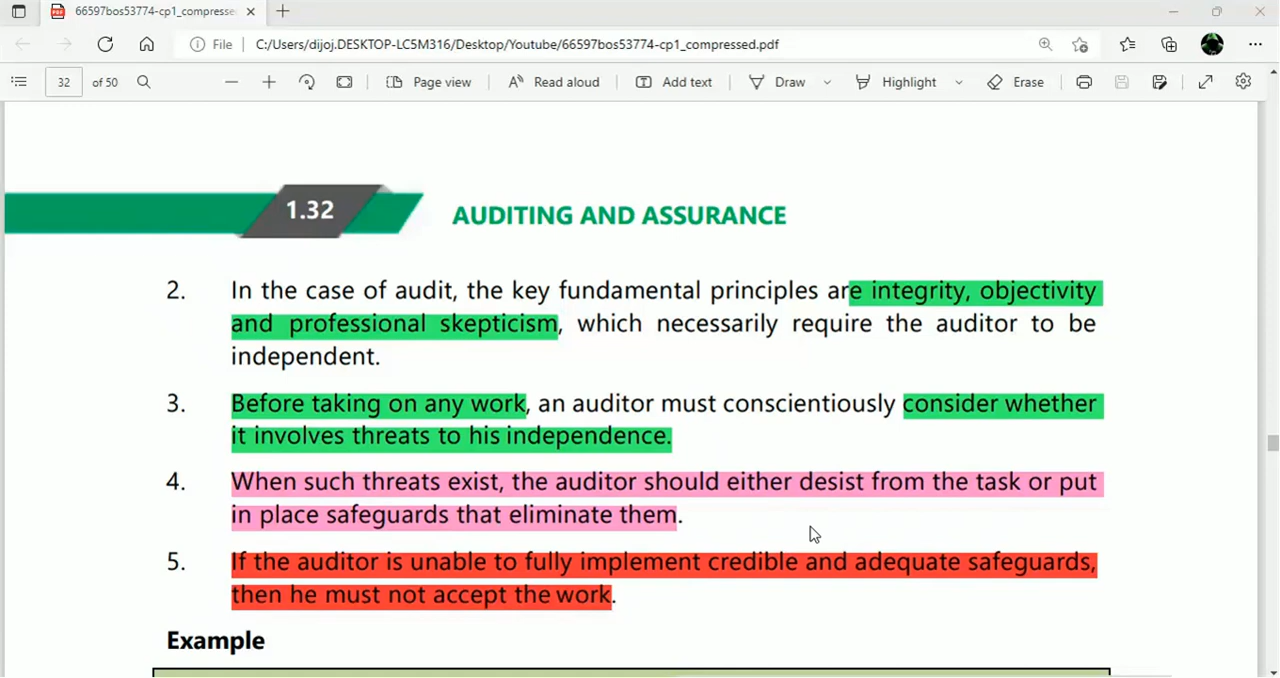 66597bos53774-cp1_compresse
File
C:/Users/dijoj.DESKTOP-LC5M316/Desktop/Youtube/66597bos53774-cp1_compressed.pdf
32 of 50 Page view Read aloud Add text Draw Highlight Erase
1.32 AUDITING AND ASSURANCE
2. In the case of audit, the key fundamental principles are integrity, objectivity
and professional skepticism, which necessarily require the auditor to be
independent.
3. Before taking on any work, an auditor must conscientiously consider whether
it involves threats to his independence.
4. When such threats exist, the auditor should either desist from the task or put
in place safeguards that eliminate them.
5. If the auditor is unable to fully implement credible and adequate safeguards,
then he must not accept the work.
Example